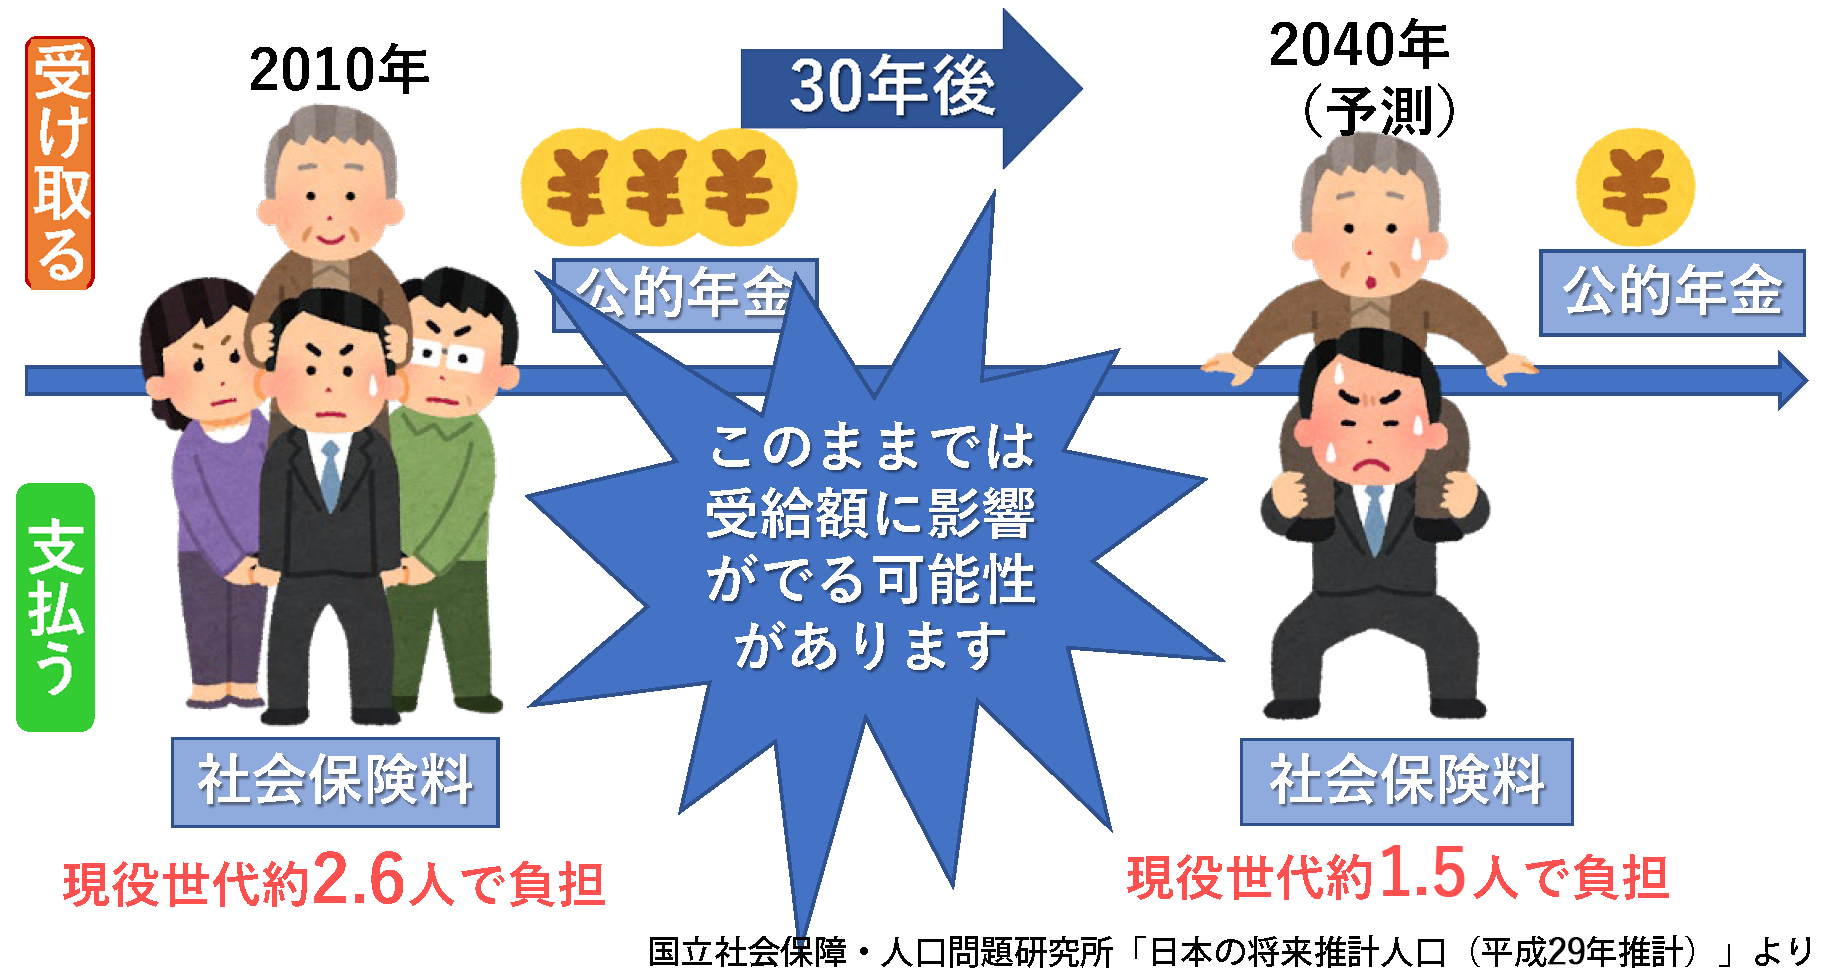 受け取る
2010年
30年後
2040年
（予測）
公的年金
公的年金
このままでは
受給額に影響
がでる可能性
があります
支払う
社会保険料
社会保険料
現役世代約2.6人で負担
現役世代約1.5人で負担
国立社会保障・人口問題研究所「日本の将来推計人口（平成29年推計）」より